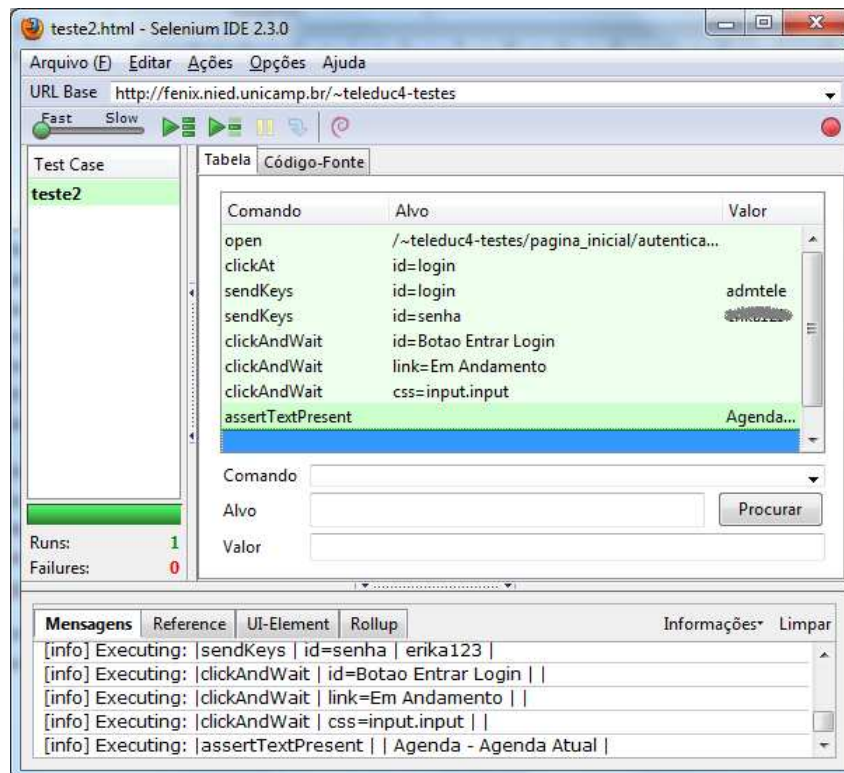 teste2.html - Selenium IDE 2.3.0
Arquivo (F) Editar Ações Opções Ajuda
URL Base http://fenix.nied.unicamp.br/~teleduc4-testes
Fast Slow
Test Case
teste2
Tabela Código-Fonte
Comando Alvo Valor
open /~teleduc4-testes/pagina_inicial/autentica...
clickAt id=login
sendKeys id=login admtele
sendKeys id=senha
clickAndWait id=Botao Entrar Login
clickAndWait link=Em Andamento
clickAndWait css=input.input
assertTextPresent Agenda...
Comando
Alvo Procurar
Valor
Runs: 1
Failures: 0
Mensagens Reference UI-Element Rollup Informações Limpar
[info] Executing: |sendKeys | id=senha | erika123 |
[info] Executing: |clickAndWait | id=Botao Entrar Login | |
[info] Executing: |clickAndWait | link=Em Andamento | |
[info] Executing: |clickAndWait | css=input.input | |
[info] Executing: |assertTextPresent | | Agenda - Agenda Atual |